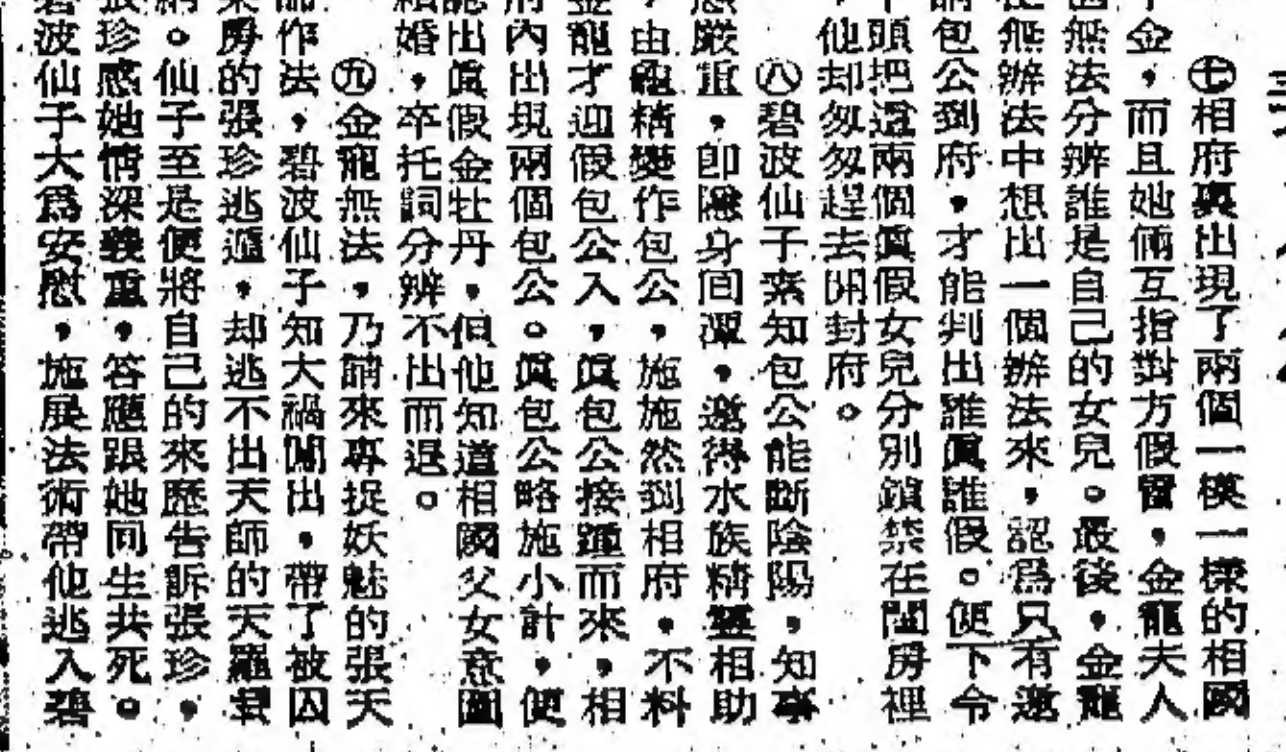 ㊆相府裏出現了兩個一模一樣的相國
千金,而且她倆互指對方假冒,金龍夫人
也無法分辨誰是自己的女兒。最後,金龍
在無辦法中想出一個辦法來,認爲只有邀
請包公到府,才能判出誰眞誰假。便下令
丫頭把這兩個眞假女兒分別鎖禁在閨房裡
,他却匆匆趕去開封府。
㊇碧波仙子素知包公能斷陰陽,知事
態嚴重,即隱身回潭,邀得水族精靈相助
,由龜精變作包公,施施然到相府,不料
金龍才迎假包公入,眞包公接踵而來,相
府內出現兩個包公。眞包公略施小計,便
認出眞假金牡丹,但他知道相國父女意圖
賴婚,卒托詞分辨不出而退。
㊈金寵無法,乃請來專捉妖魅的張天
師作法,碧波仙子知大禍闖出,帶了被囚
柴房的張珍逃遁,却逃不出天師的天羅
網。仙子至是便將自己的來歷告訴張珍,
張珍感她情深義重,答應跟她同生共死。
碧波仙子大爲安慰,施展法術帶他逃入碧